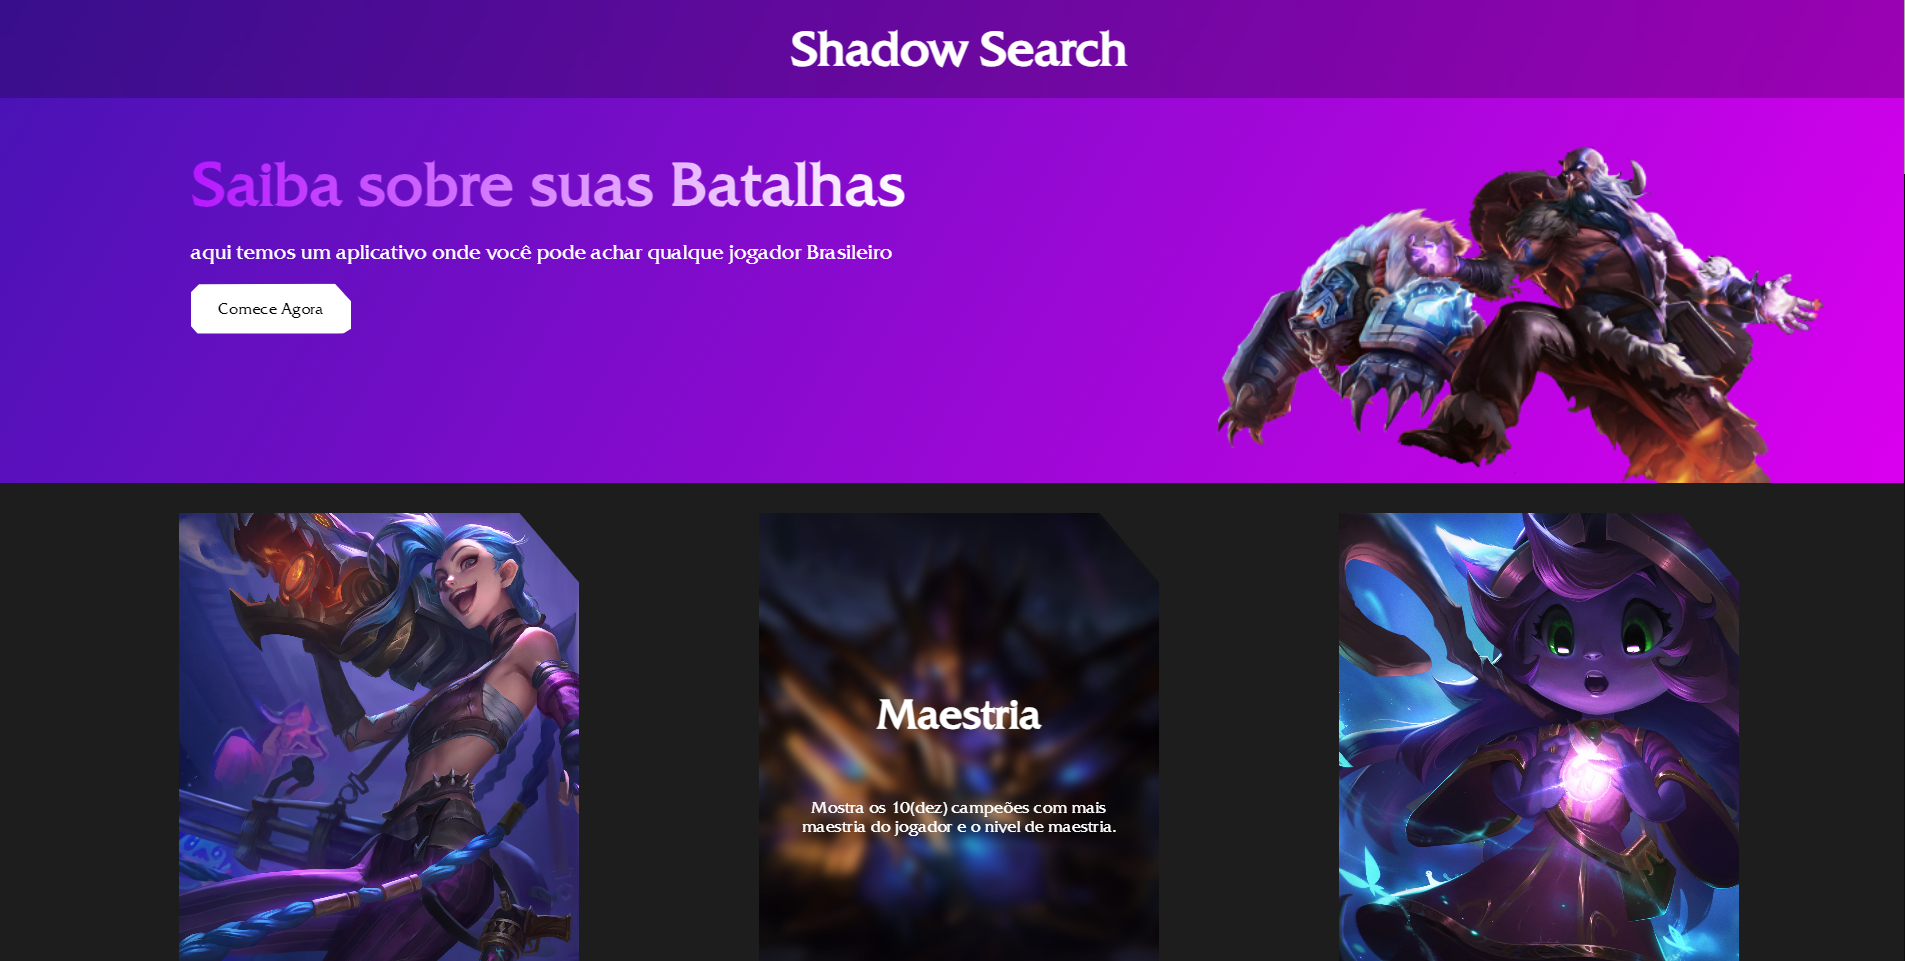 Shadow Search
Saiba sobre suas Batalhas
aqui temos um aplicativo onde você pode achar qualque jogador Brasileiro
Comece Agora
Maestria
Mostra os 10(dez) campeões com mais
maestria do jogador e o nivel de maestria.